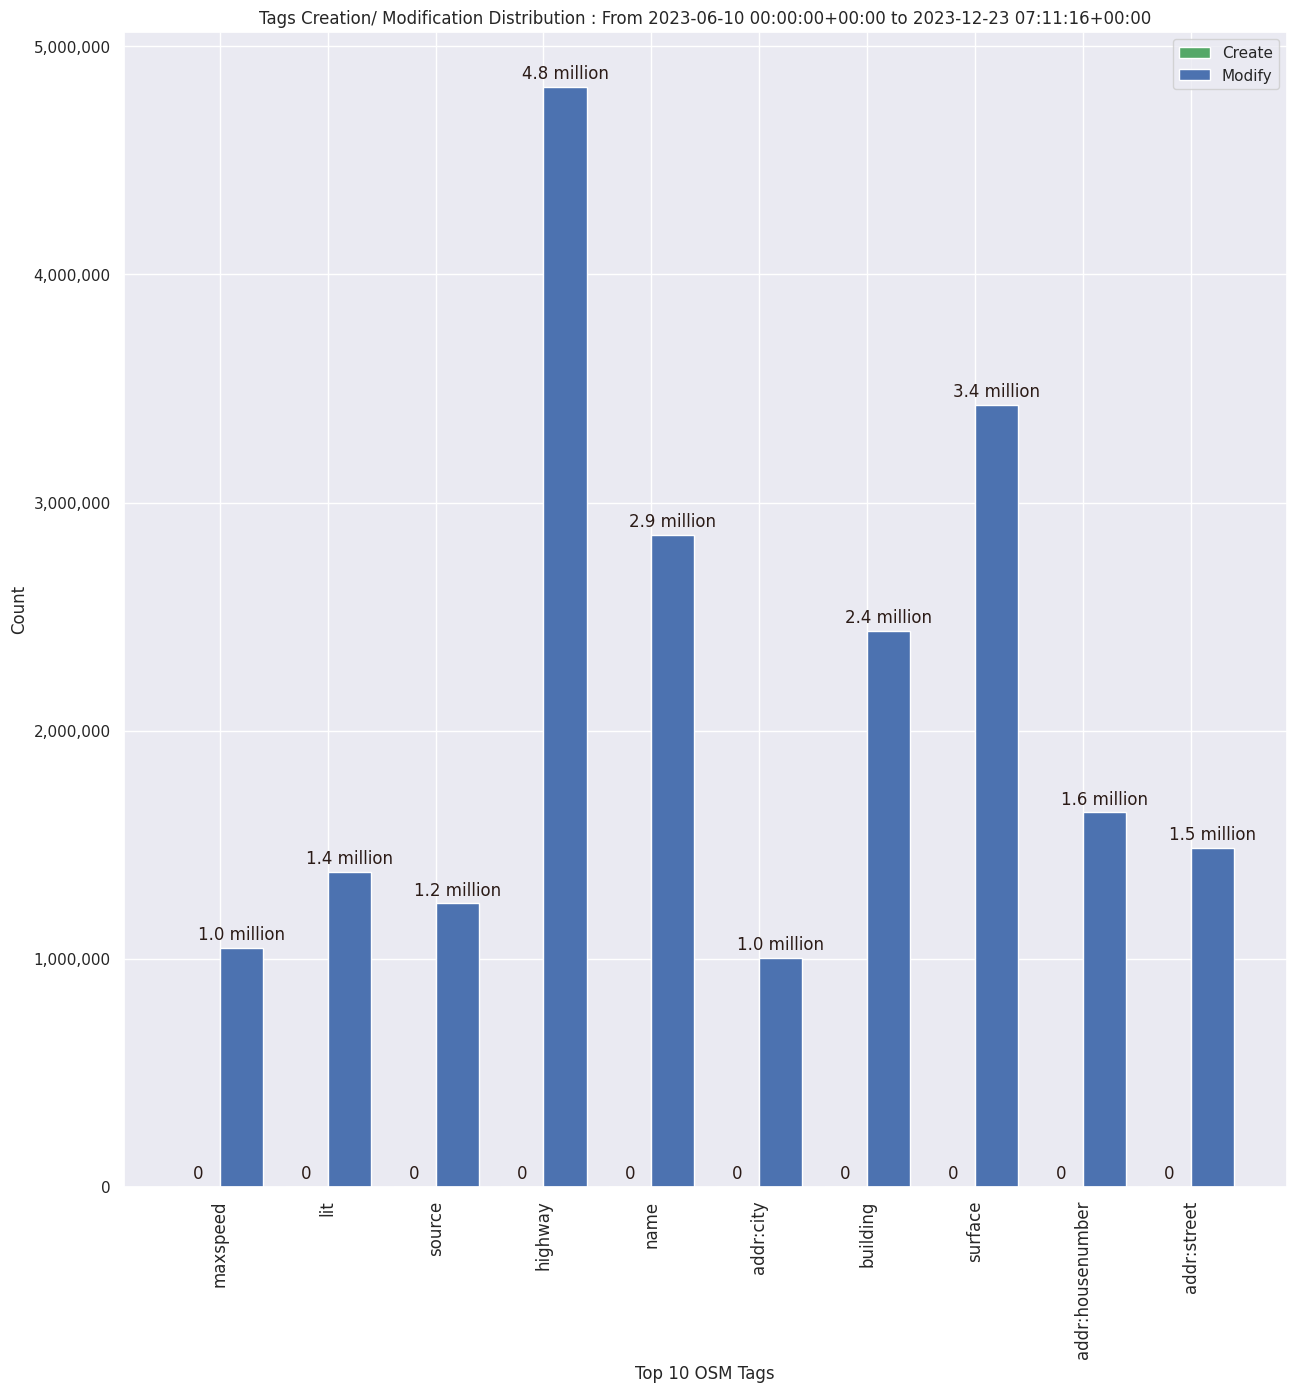 Tags Creation/ Modification Distribution : From 2023-06-10 00:00:00+00:00 to 2023-12-23 07:11:16+00:00
Create
Modify
5,000,000
4,000,000
3,000,000
2,000,000
1,000,000
0
Count
4.8 million
3.4 million
2.9 million
2.4 million
1.6 million
1.5 million
1.4 million
1.2 million
1.0 million
1.0 million
0
0
0
0
0
0
0
0
0
0
maxspeed
lit
source
highway
name
addr:city
building
surface
addr:housenumber
addr:street
Top 10 OSM Tags